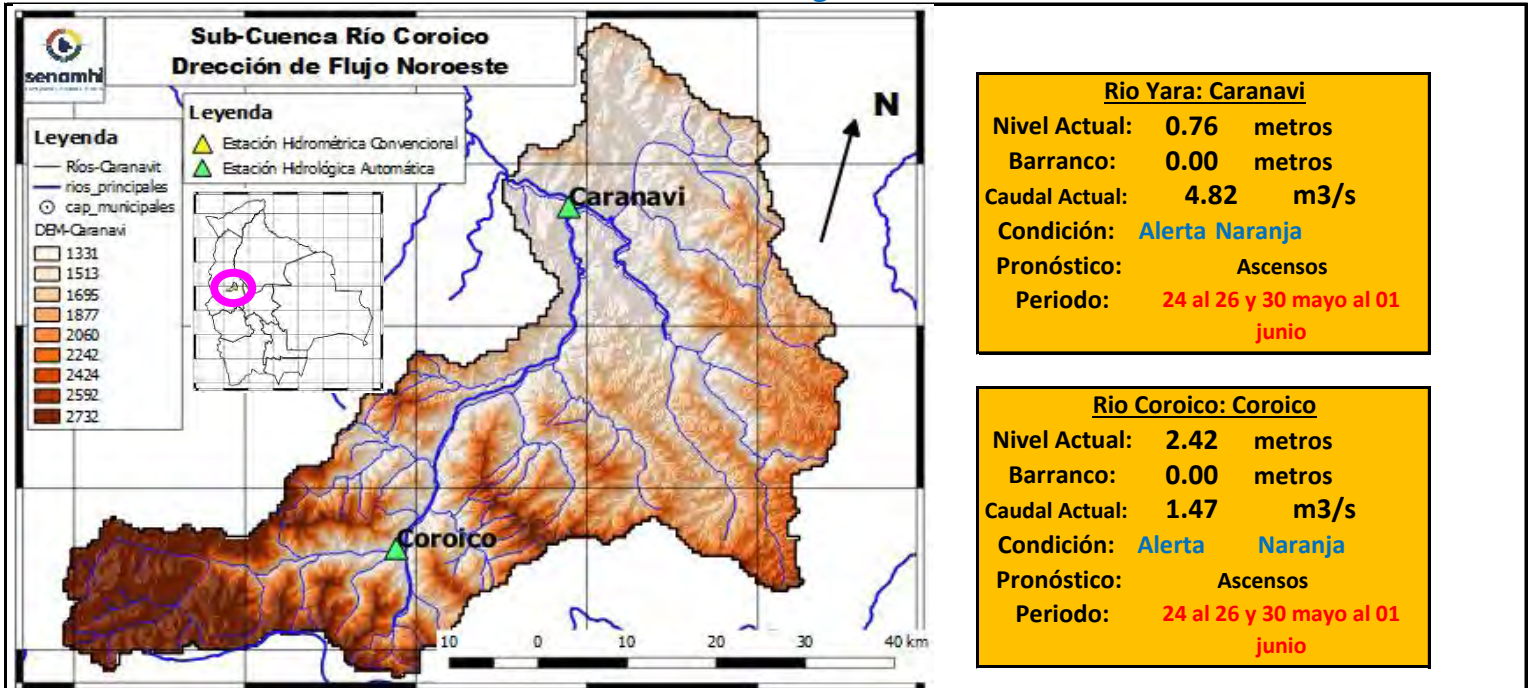 senamhi
Sub-Cuenca Río Coroico
Drección de Flujo Noroeste
Leyenda
Estación Hidrométrica Convencional
Estación Hidrológica Automática
Leyenda
Ríos-Caranavit
rios_principales
cap_municipales
DEM-Caranavi
1331
1513
1695
1877
2060
2242
2424
2592
2732
N
Caranavi
Coroico
10 0 10 20 30 40 km
Rio Yara: Caranavi
Nivel Actual: 0.76 metros
Barranco: 0.00 metros
Caudal Actual: 4.82 m3/s
Condición: Alerta Naranja
Pronóstico: Ascensos
Periodo: 24 al 26 y 30 mayo al 01
junio
Rio Coroico: Coroico
Nivel Actual: 2.42 metros
Barranco: 0.00 metros
Caudal Actual: 1.47 m3/s
Condición: Alerta Naranja
Pronóstico: Ascensos
Periodo: 24 al 26 y 30 mayo al 01
junio